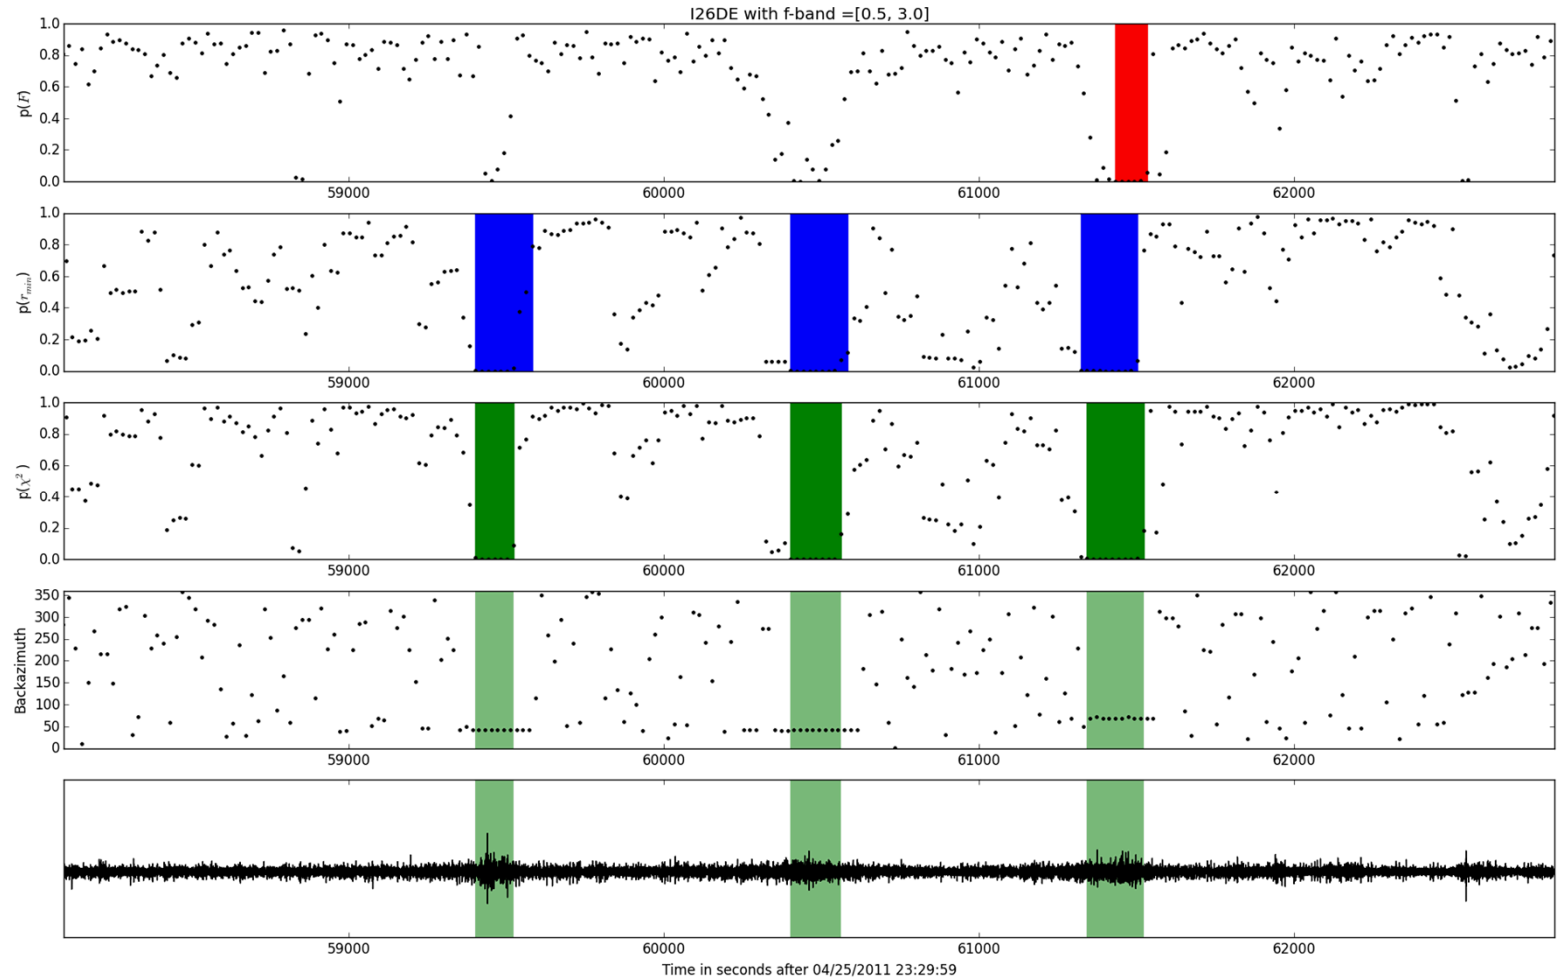 I26DE with f-band =[0.5, 3.0]
1.0
0.8
0.6
0.4
0.2
0.0
p(F)
59000 60000 61000 62000
1.0
0.8
0.6
0.4
0.2
0.0
p(r_min)
59000 60000 61000 62000
1.0
0.8
0.6
0.4
0.2
0.0
p(χ²)
59000 60000 61000 62000
350
300
250
200
150
100
50
0
Backazimuth
59000 60000 61000 62000
59000 60000 61000 62000
Time in seconds after 04/25/2011 23:29:59